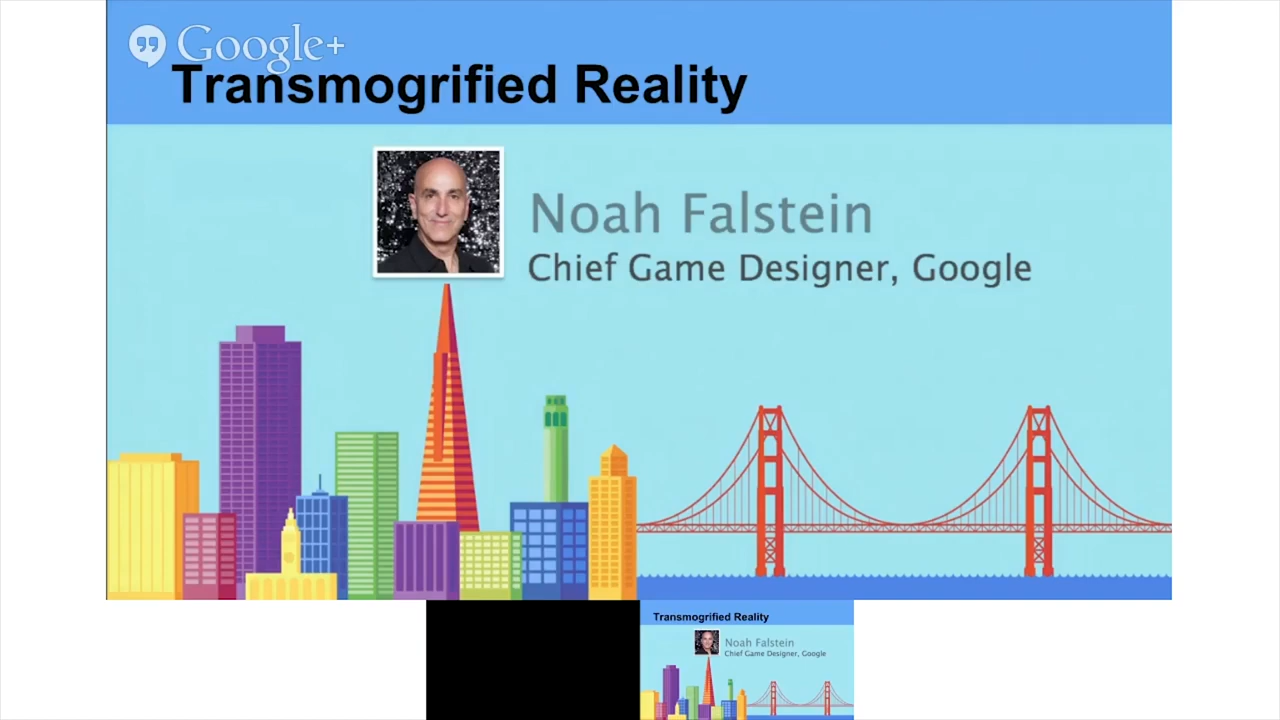 Google+
Transmogrified Reality
Noah Falstein
Chief Game Designer, Google
Transmogrified Reality
Noah Falstein
Chief Game Designer, Google